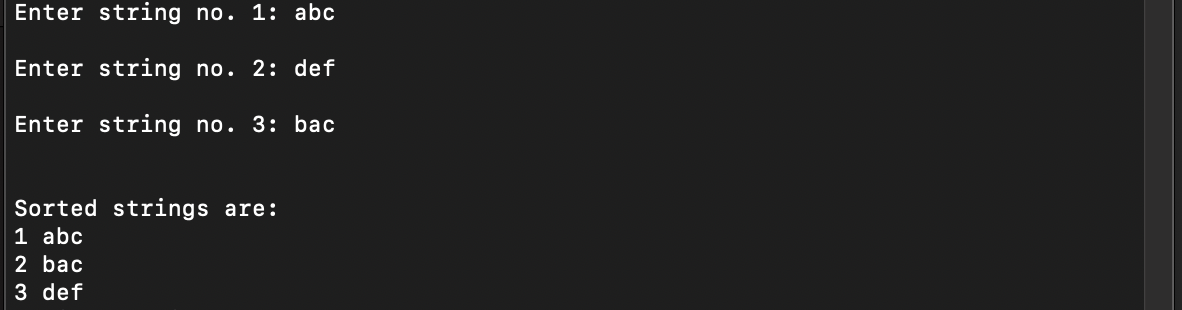 Enter string no. 1: abc
Enter string no. 2: def
Enter string no. 3: bac
Sorted strings are:
1 abc
2 bac
3 def